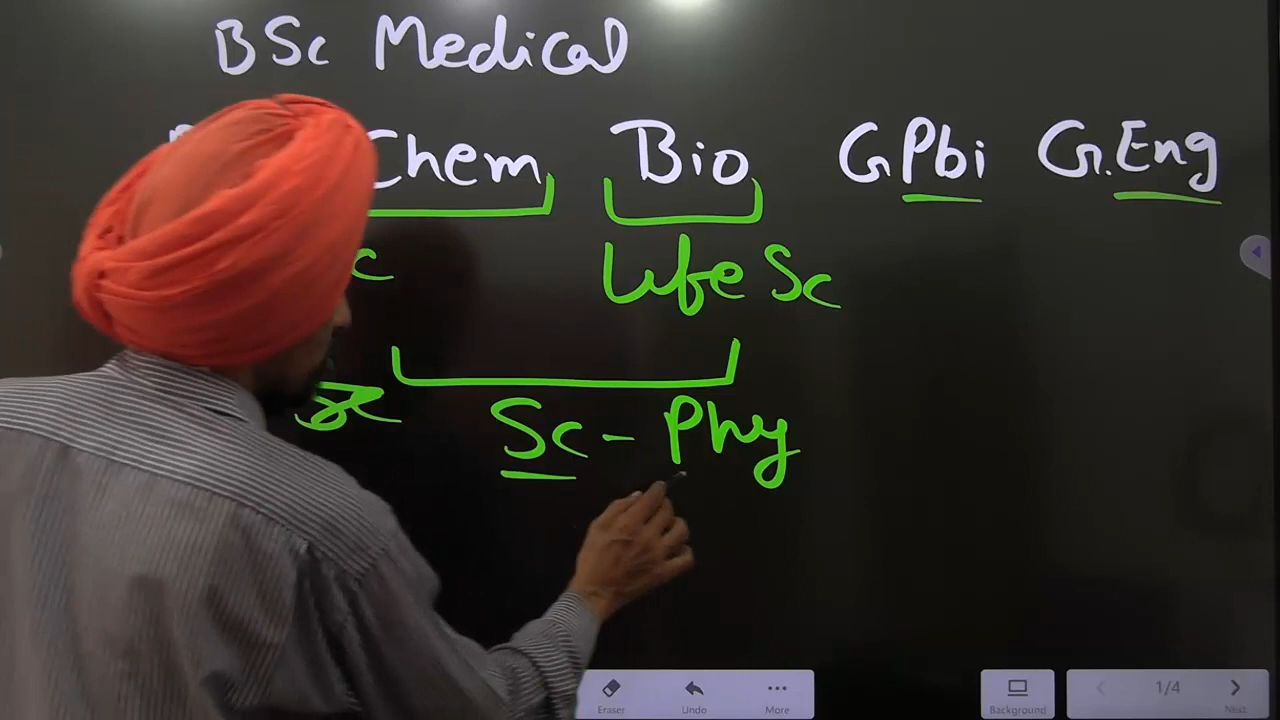 BSc Medical
Chem Bio G.Pbi G.Eng
Life Sc
Sc - Phy
Eraser Undo More Background 1/4 Next